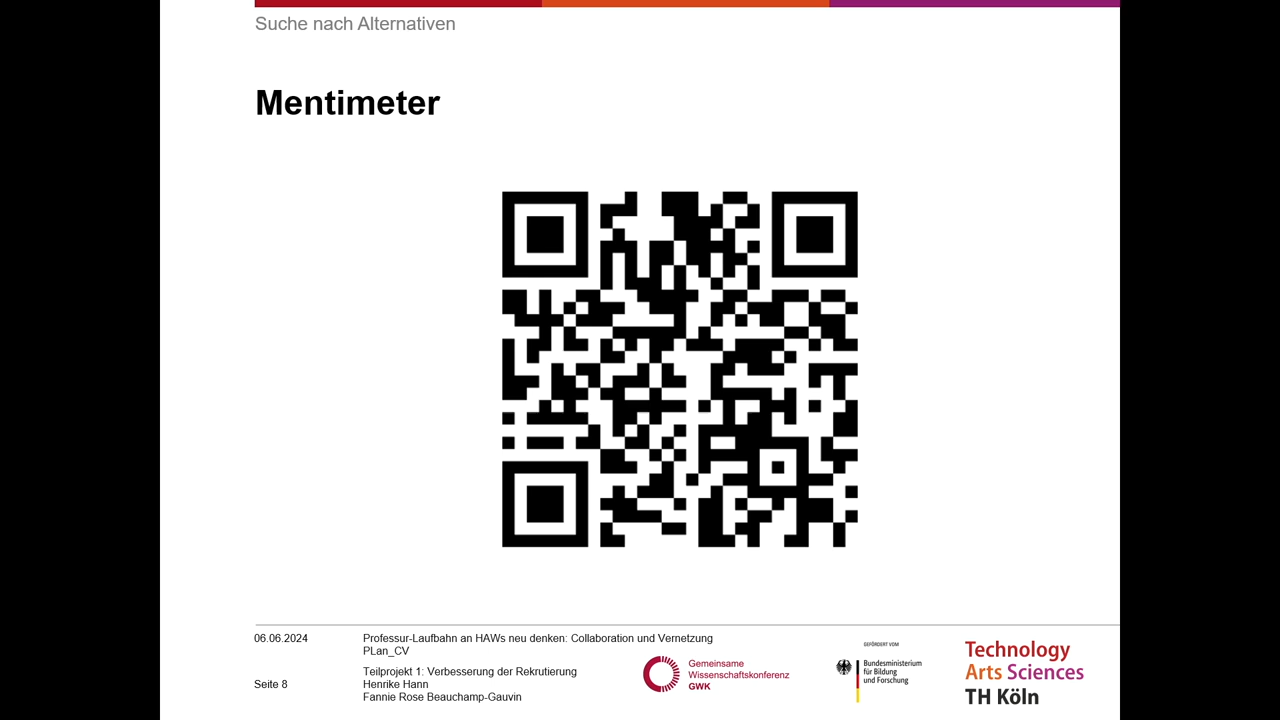 Suche nach Alternativen
Mentimeter
06.06.2024
Professur-Laufbahn an HAWs neu denken: Collaboration und Vernetzung
PLan_CV
Teilprojekt 1: Verbesserung der Rekrutierung
Seite 8
Henrike Hann
Fannie Rose Beauchamp-Gauvin
Gemeinsame
Wissenschaftskonferenz
GWK
GEFÖRDERT VOM
Bundesministerium
für Bildung
und Forschung
Technology
Arts Sciences
TH Köln